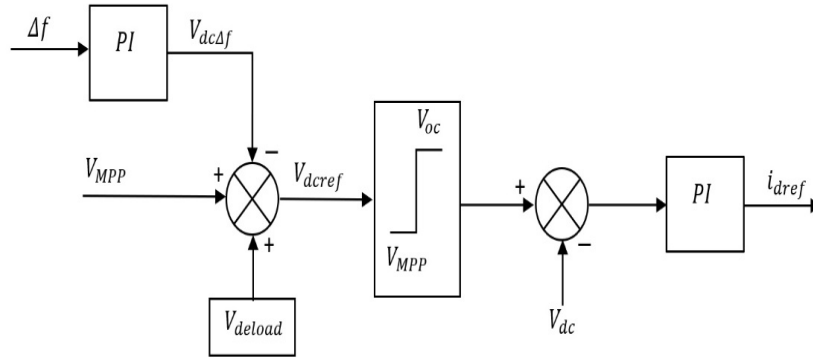 Δf
PI
V_dcΔf
−
V_MPP
+
V_dcref
+
V_deload
V_oc
V_MPP
+
−
V_dc
PI
i_dref